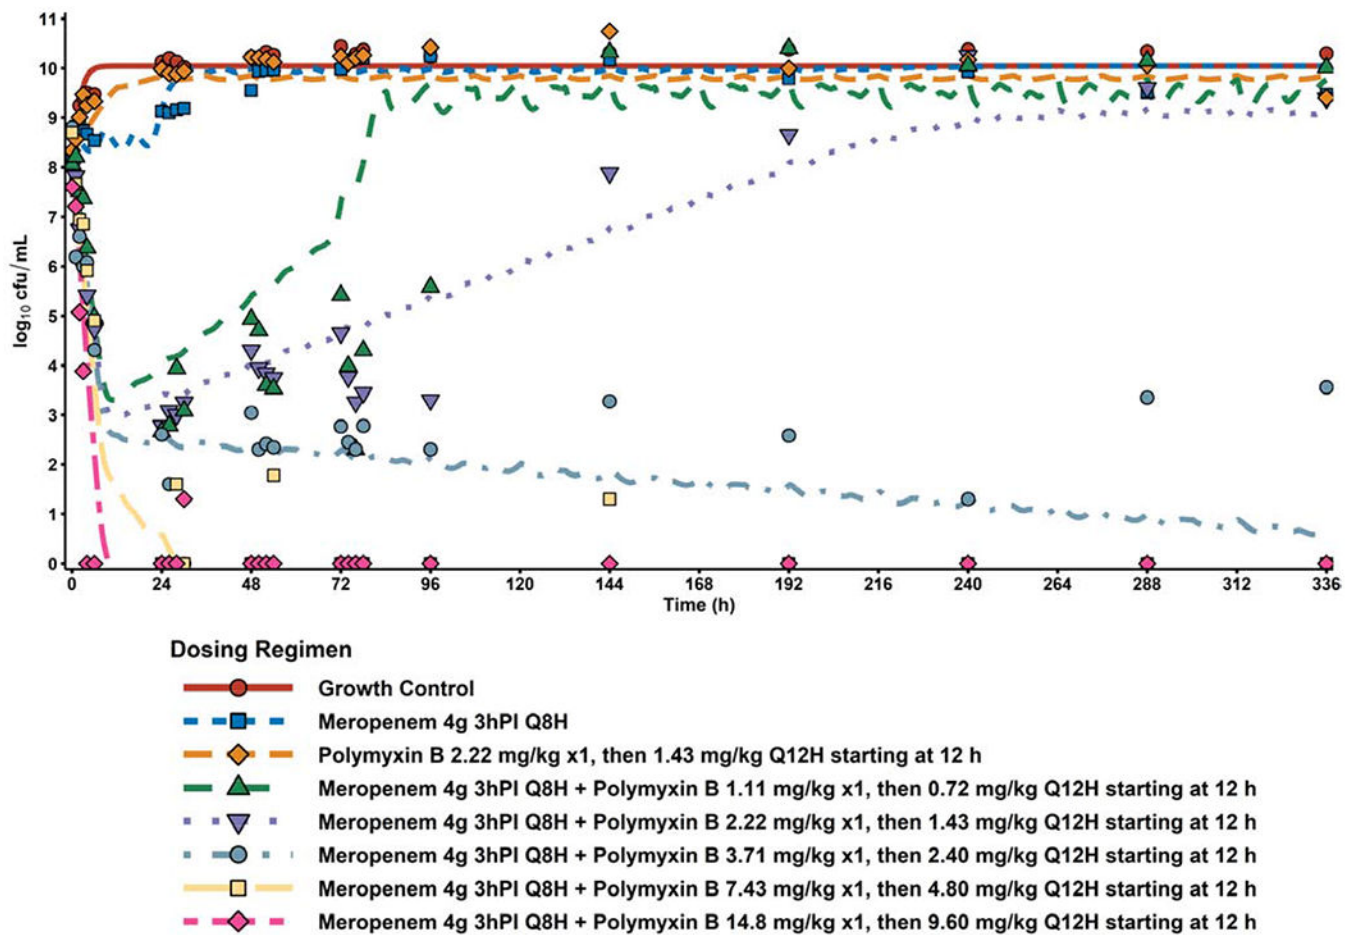 11
10
9
8
7
6
5
4
3
2
1
0
log10 cfu/mL
0 24 48 72 96 120 144 168 192 216 240 264 288 312 336
Time (h)
Dosing Regimen
Growth Control
Meropenem 4g 3hPI Q8H
Polymyxin B 2.22 mg/kg x1, then 1.43 mg/kg Q12H starting at 12 h
Meropenem 4g 3hPI Q8H + Polymyxin B 1.11 mg/kg x1, then 0.72 mg/kg Q12H starting at 12 h
Meropenem 4g 3hPI Q8H + Polymyxin B 2.22 mg/kg x1, then 1.43 mg/kg Q12H starting at 12 h
Meropenem 4g 3hPI Q8H + Polymyxin B 3.71 mg/kg x1, then 2.40 mg/kg Q12H starting at 12 h
Meropenem 4g 3hPI Q8H + Polymyxin B 7.43 mg/kg x1, then 4.80 mg/kg Q12H starting at 12 h
Meropenem 4g 3hPI Q8H + Polymyxin B 14.8 mg/kg x1, then 9.60 mg/kg Q12H starting at 12 h